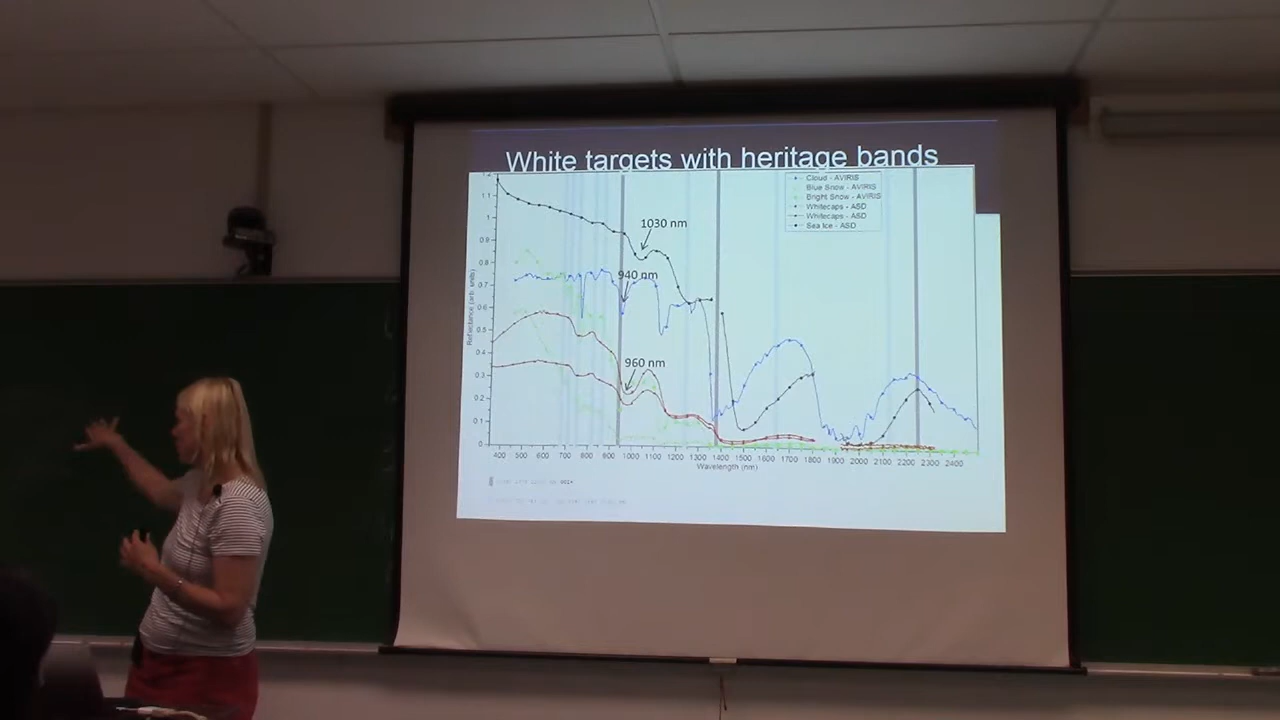 White targets with heritage bands
Cloud - AVIRIS
Blue Snow - AVIRIS
Bright Snow - AVIRIS
Whitecaps - ASD
Whitecaps - ASD
Sea Ice - ASD
1030 nm
940 nm
960 nm
Reflectance (arb. units)
1.1
1
0.9
0.8
0.7
0.6
0.5
0.4
0.3
0.2
0.1
0
400 500 600 700 800 900 1000 1100 1200 1300 1400 1500 1600 1700 1800 1900 2000 2100 2200 2300 2400
Wavelength (nm)